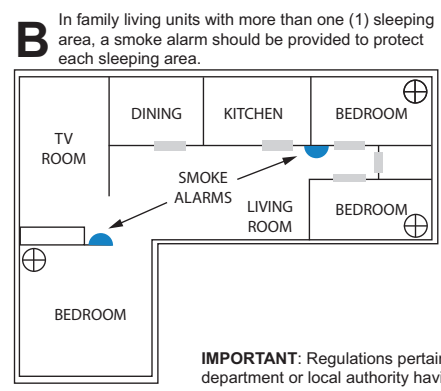 B
In family living units with more than one (1) sleeping
area, a smoke alarm should be provided to protect
each sleeping area.
DINING
KITCHEN
BEDROOM
TV
ROOM
SMOKE
ALARMS
LIVING
ROOM
BEDROOM
BEDROOM
IMPORTANT: Regulations pertain
department or local authority havi